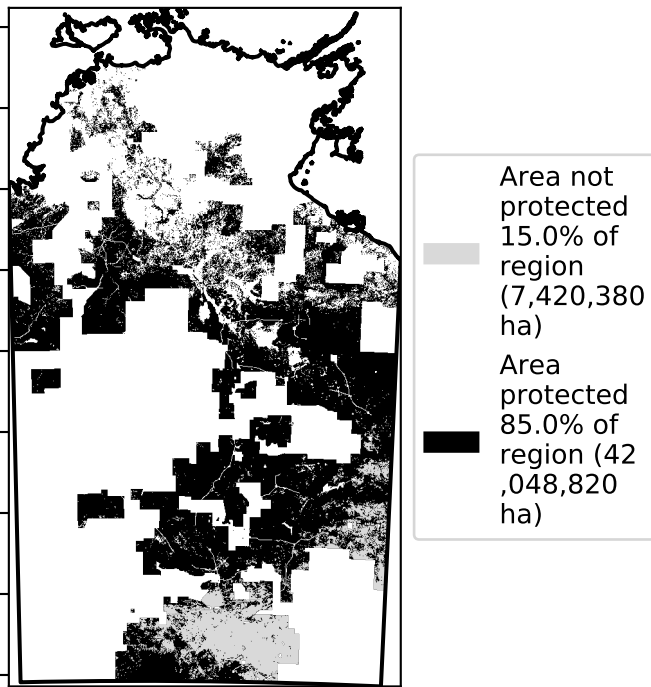 Area not
protected
15.0% of
region
(7,420,380
ha)
Area
protected
85.0% of
region (42
,048,820
ha)